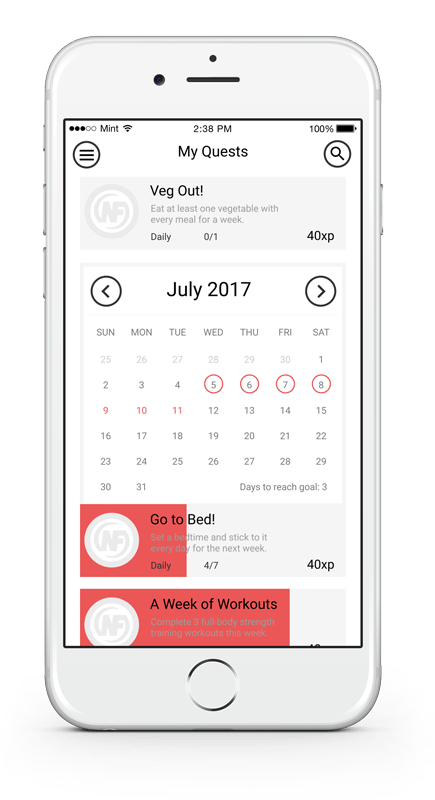 Mint 2:38 PM 100%
My Quests
NF
Veg Out!
Eat at least one vegetable with
every meal for a week.
Daily 0/1 40xp
July 2017
SUN MON TUE WED THU FRI SAT
25 26 27 28 29 30 1
2 3 4 5 6 7 8
9 10 11 12 13 14 15
16 17 18 19 20 21 22
23 24 25 26 27 28 29
30 31 Days to reach goal: 3
NF
Go to Bed!
Set a bedtime and stick to it
every day for the next week.
Daily 4/7 40xp
NF
A Week of Workouts
Complete 3 full-body strength
training workouts this week.